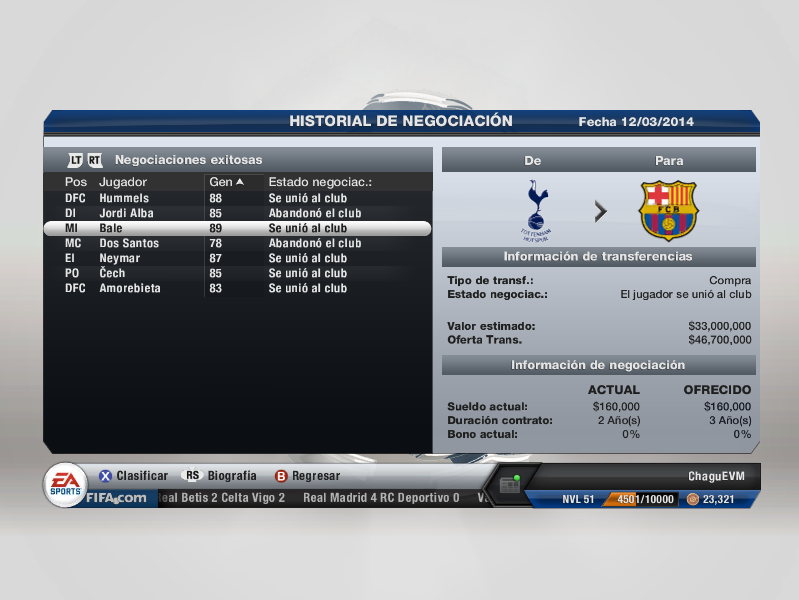 HISTORIAL DE NEGOCIACIÓN
Fecha 12/03/2014
LT RT Negociaciones exitosas
Pos Jugador Gen Estado negociac.:
DFC Hummels 88 Se unió al club
DI Jordi Alba 85 Abandonó el club
MI Bale 89 Se unió al club
MC Dos Santos 78 Abandonó el club
EI Neymar 87 Se unió al club
PO Čech 85 Se unió al club
DFC Amorebieta 83 Se unió al club
De Para
TOTTENHAM
HOTSPUR
FCB
Información de transferencias
Tipo de transf.: Compra
Estado negociac.: El jugador se unió al club
Valor estimado: $33,000,000
Oferta Trans. $46,700,000
Información de negociación
ACTUAL OFRECIDO
Sueldo actual: $160,000 $160,000
Duración contrato: 2 Año(s) 3 Año(s)
Bono actual: 0% 0%
EA
SPORTS
X Clasificar RS Biografía B Regresar
ChaguEVM
FIFA.com
eal Betis 2 Celta Vigo 2 Real Madrid 4 RC Deportivo 0
NVL 51 4501/10000 23,321